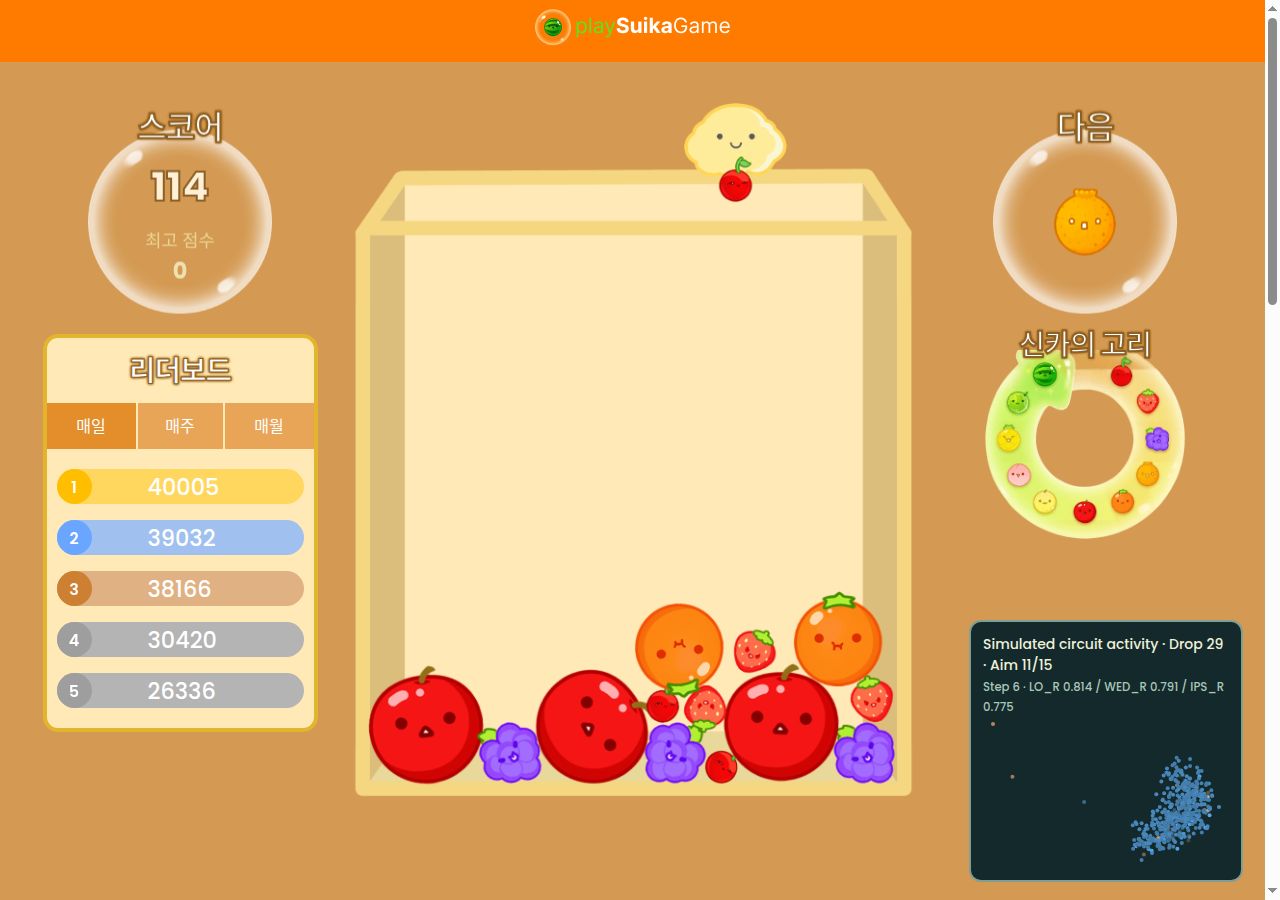 playSuikaGame
스코어
114
최고 점수
0
다음
신카의 고리
리더보드
매일 매주 매월
1 40005
2 39032
3 38166
4 30420
5 26336
Simulated circuit activity · Drop 29
· Aim 11/15
Step 6 · LO_R 0.814 / WED_R 0.791 / IPS_R
0.775